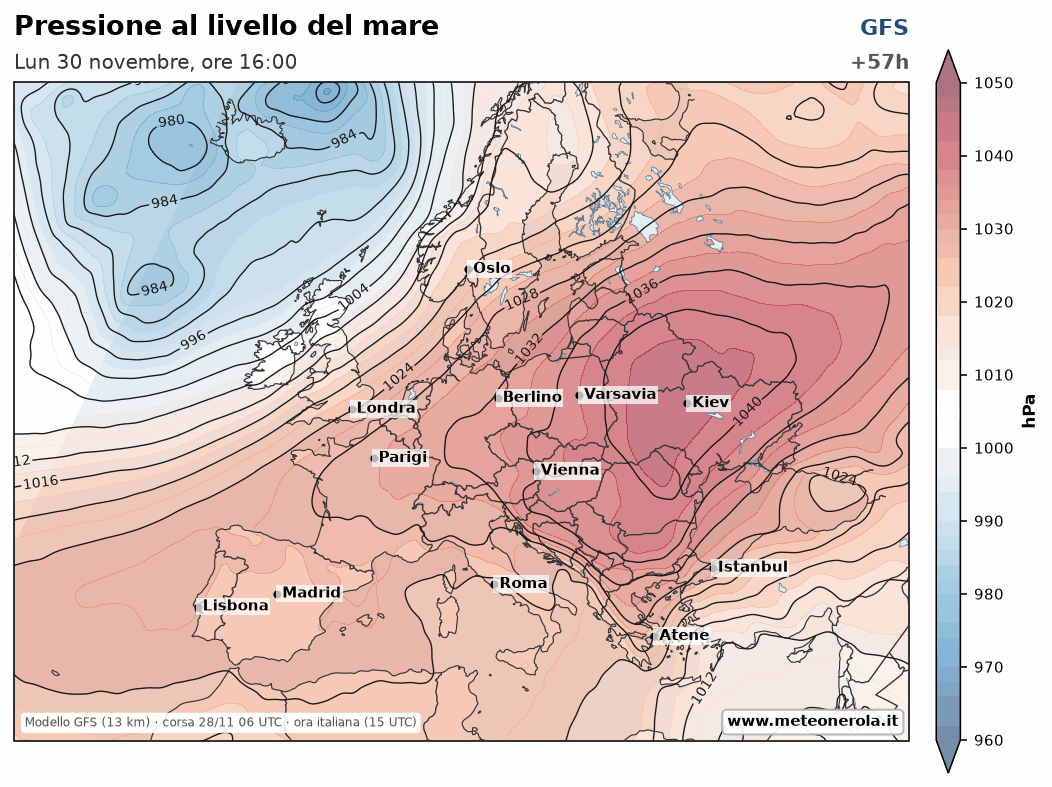 Pressione al livello del mare
GFS
Lun 30 novembre, ore 16:00
+57h
980
984
984
984
996
1004
Oslo
1028
1036
1032
1024
Londra
Berlino
Varsavia
Kiev
1040
Parigi
Vienna
12
1016
1024
Istanbul
Roma
Madrid
Lisbona
Atene
1012
Modello GFS (13 km) · corsa 28/11 06 UTC · ora italiana (15 UTC)
www.meteonerola.it
1050
1040
1030
1020
1010
1000
990
980
970
960
hPa